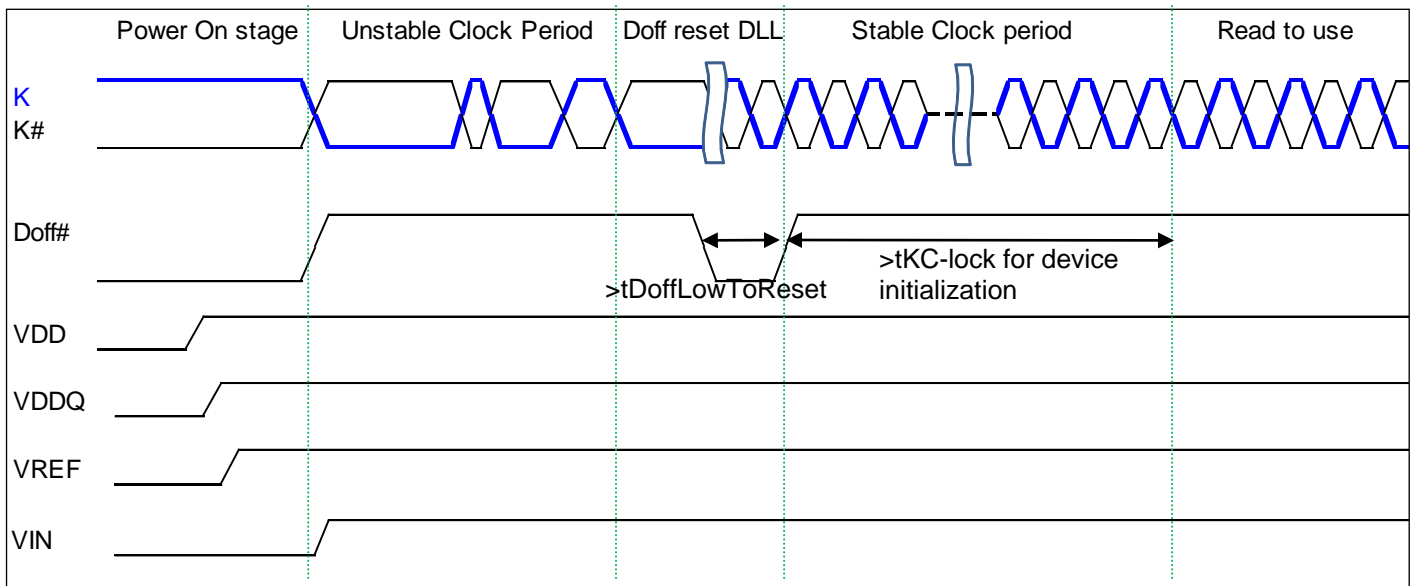 Power On stage
Unstable Clock Period
Doff reset DLL
Stable Clock period
Read to use
K
K#
Doff#
>tDoffLowToReset
>tKC-lock for device
initialization
VDD
VDDQ
VREF
VIN